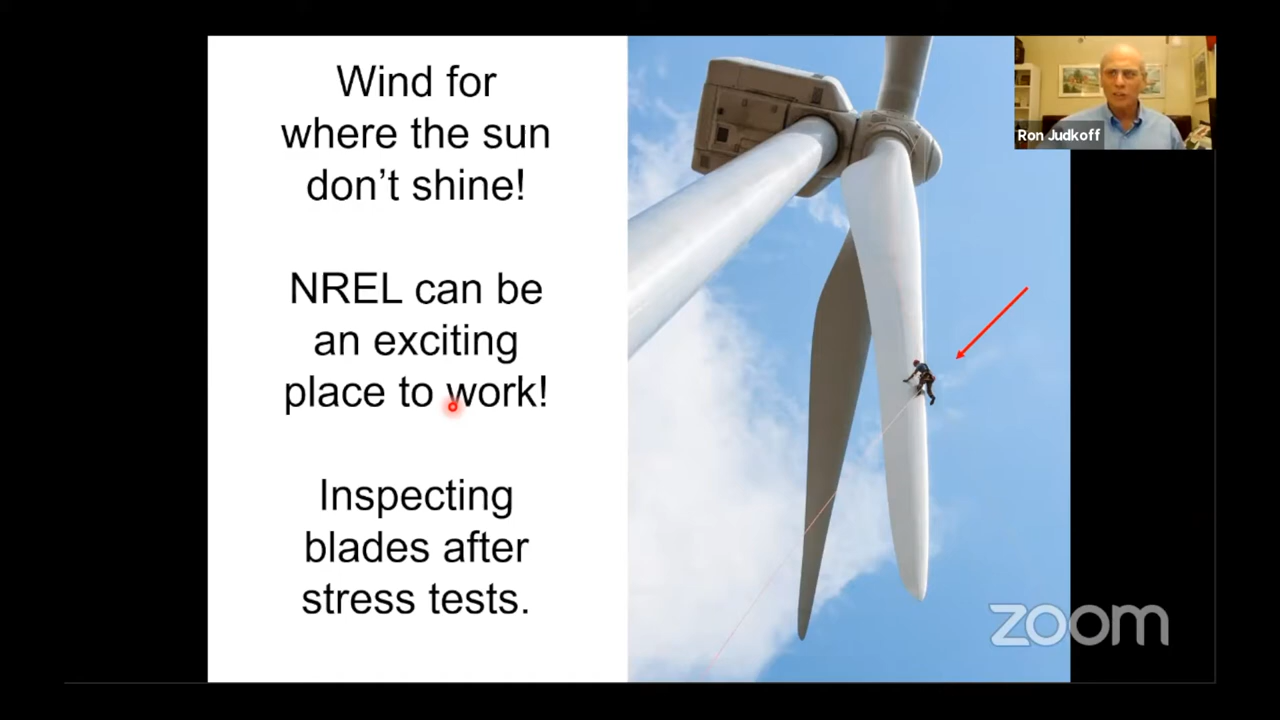 Wind for
where the sun
don't shine!
NREL can be
an exciting
place to work!
Inspecting
blades after
stress tests.
Ron Judkoff
zoom